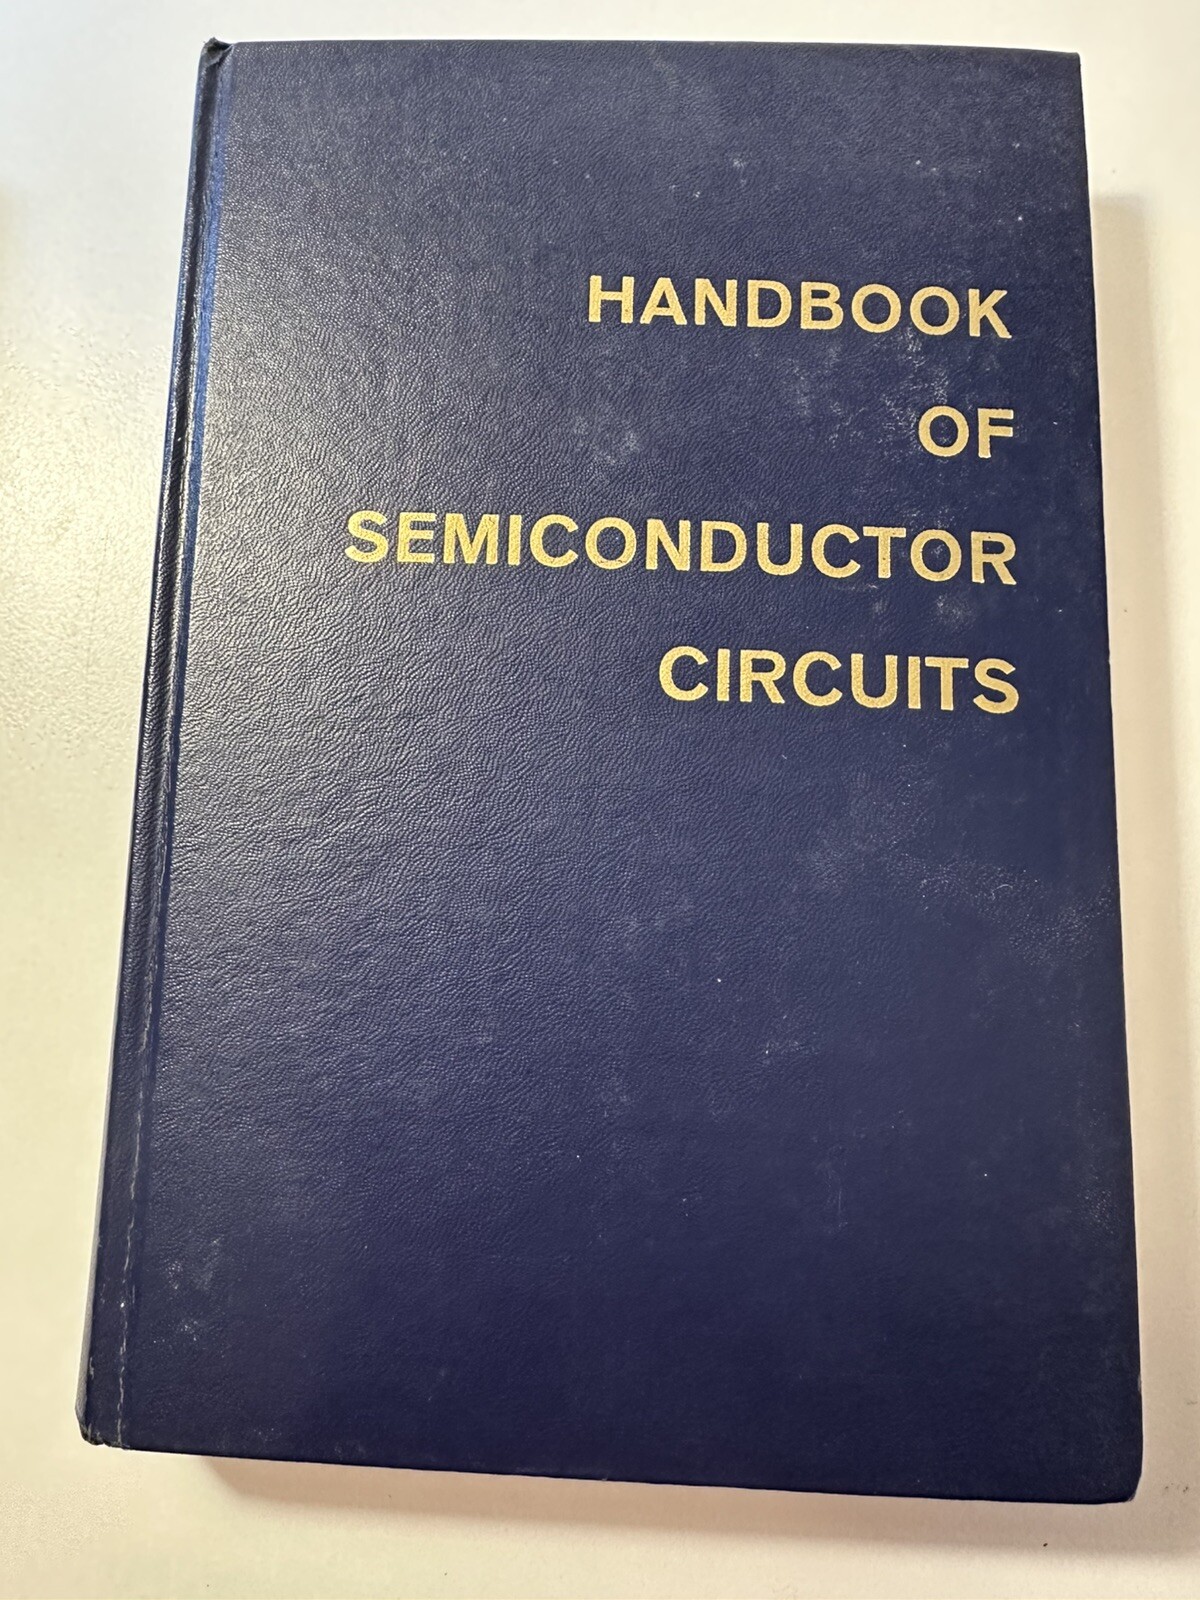 HANDBOOK
OF
SEMICONDUCTOR
CIRCUITS